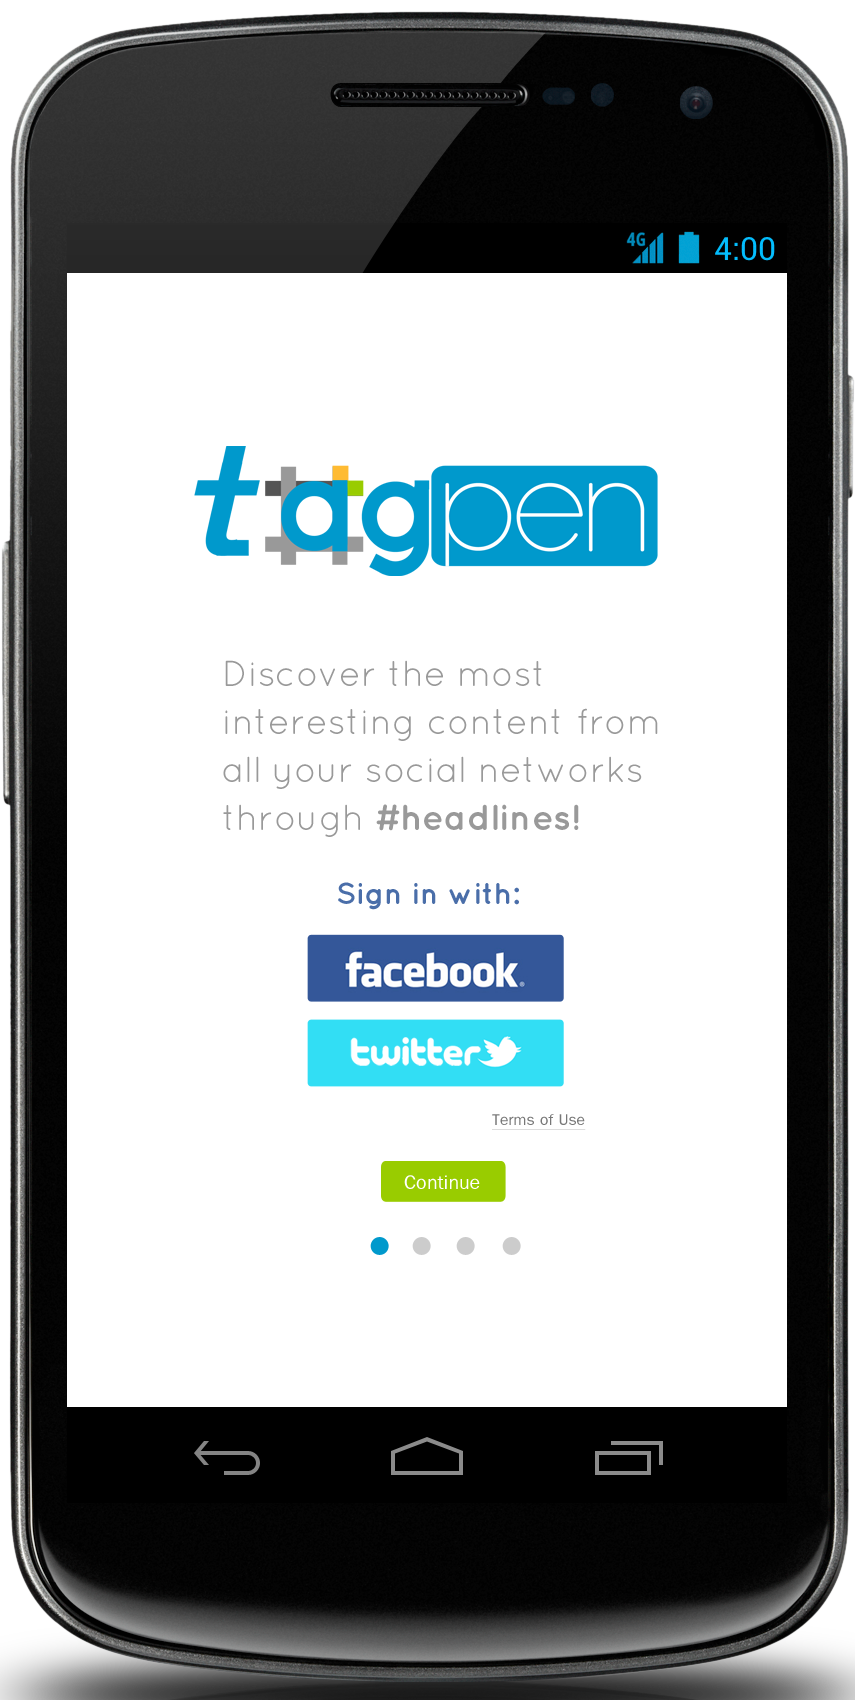 4G 4:00
tagpen
Discover the most
interesting content from
all your social networks
through #headlines!
Sign in with:
facebook
twitter
Terms of Use
Continue